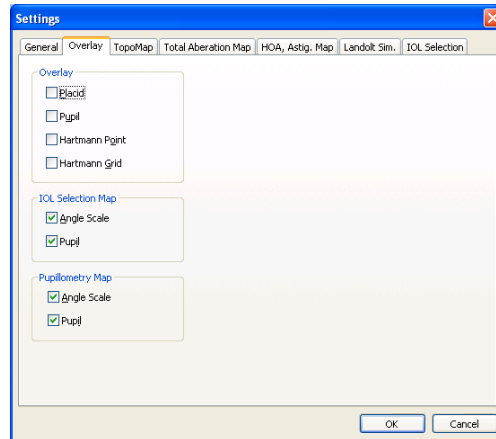 Settings
General Overlay TopoMap Total Aberation Map HOA, Astig. Map Landolt Sim. IOL Selection
Overlay
Placid
Pupil
Hartmann Point
Hartmann Grid
IOL Selection Map
Angle Scale
Pupil
Pupillometry Map
Angle Scale
Pupil
OK Cancel